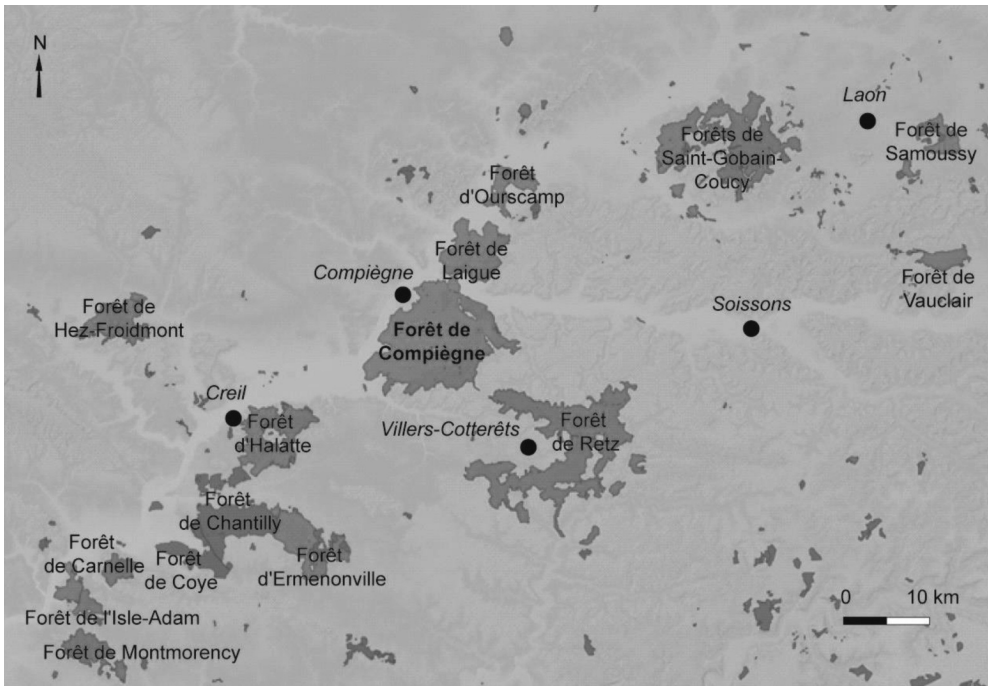 N
Laon
Forêts de
Saint-Gobain-
Coucy
Forêt de
Samoussy
Forêt
d'Ourscamp
Forêt de
Laigue
Compiègne
Forêt de
Vauclair
Forêt de
Hez-Froidmont
Soissons
Forêt de
Compiègne
Creil
Forêt
d'Halatte
Villers-Cotterêts
Forêt
de Retz
Forêt
de Chantilly
Forêt
de Carnelle
Forêt
de Coye
Forêt
d'Ermenonville
0 10 km
Forêt de l'Isle-Adam
Forêt de Montmorency